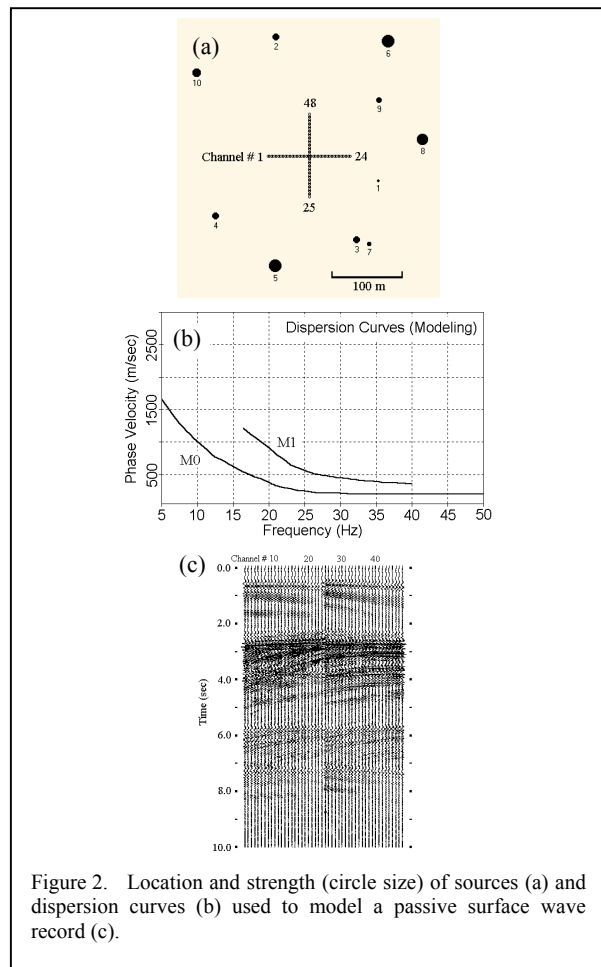 (a)
2
6
10
9
48
8
Channel # 1
24
1
25
4
3
7
5
100 m
(b)
Dispersion Curves (Modeling)
Phase Velocity (m/sec)
2500
1500
500
M0
M1
5 10 15 20 25 30 35 40 45 50
Frequency (Hz)
(c)
Channel # 10 20 30 40
Time (sec)
0.0
2.0
4.0
6.0
8.0
10.0
Figure 2. Location and strength (circle size) of sources (a) and
dispersion curves (b) used to model a passive surface wave
record (c).